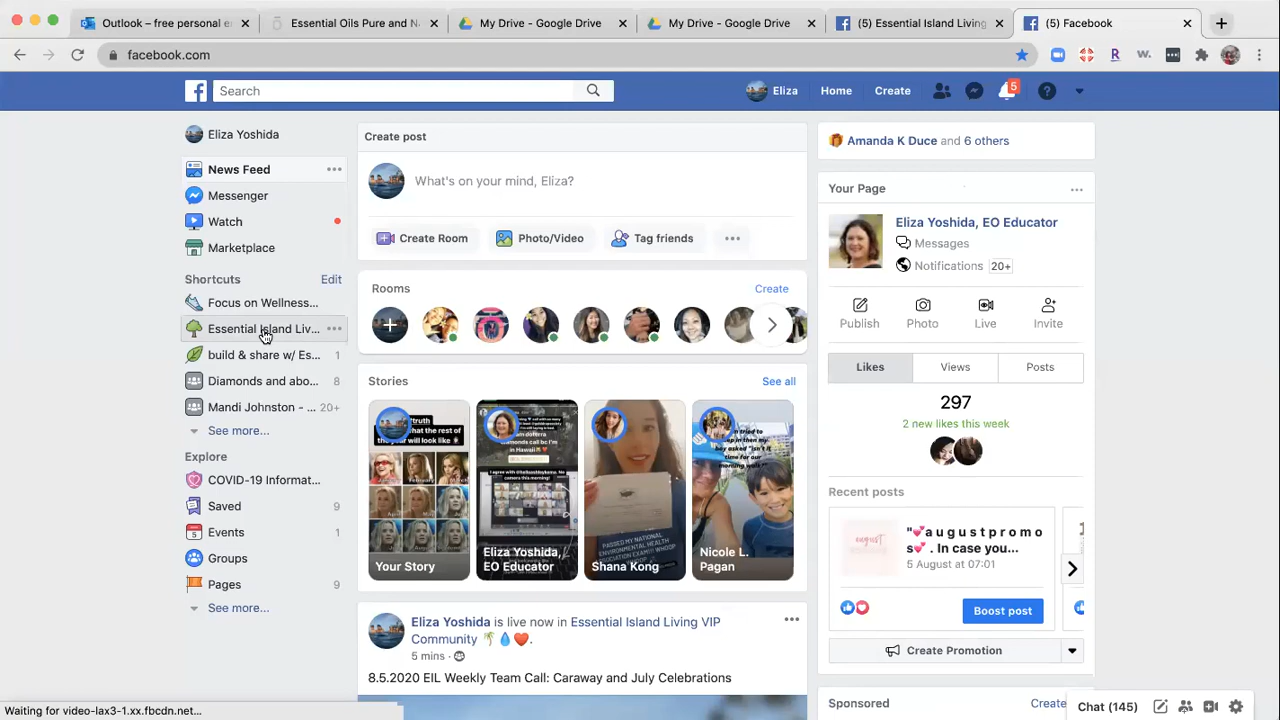 Outlook – free personal e
Essential Oils Pure and N
My Drive - Google Drive
My Drive - Google Drive
(5) Essential Island Living
(5) Facebook
facebook.com
Search
Eliza
Home
Create
5
Eliza Yoshida
News Feed
Messenger
Watch
Marketplace
Shortcuts
Edit
Focus on Wellness...
Essential Island Liv...
build & share w/ Es...
1
Diamonds and abo...
8
Mandi Johnston - ...
20+
See more...
Explore
COVID-19 Informat...
Saved
9
Events
1
Groups
Pages
9
See more...
Create post
What's on your mind, Eliza?
Create Room
Photo/Video
Tag friends
Rooms
Create
Stories
See all
Your Story
Eliza Yoshida, EO Educator
Shana Kong
Nicole L. Pagan
Eliza Yoshida is live now in Essential Island Living VIP
Community
5 mins
8.5.2020 EIL Weekly Team Call: Caraway and July Celebrations
Amanda K Duce and 6 others
Your Page
Eliza Yoshida, EO Educator
Messages
Notifications
20+
Publish
Photo
Live
Invite
Likes
Views
Posts
297
2 new likes this week
Recent posts
"💕a u g u s t p r o m o
s💕 . In case you...
5 August at 07:01
Boost post
Create Promotion
Sponsored
Create
Chat (145)
Waiting for video-lax3-1.xx.fbcdn.net...